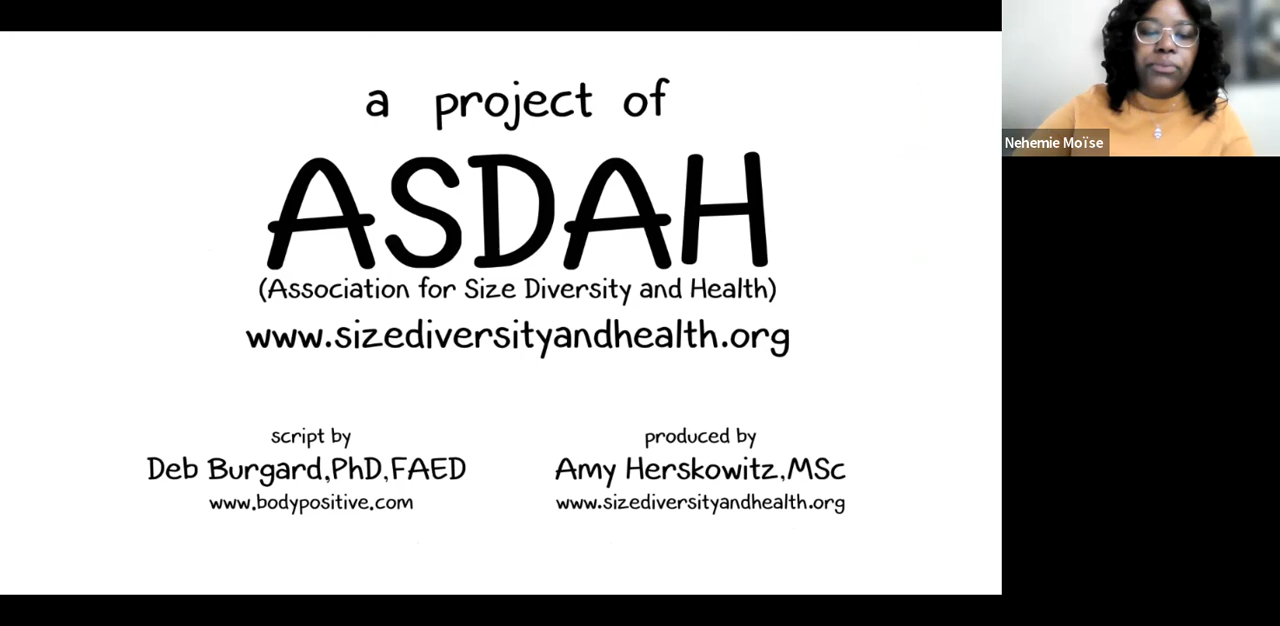 a project of
ASDAH
(Association for Size Diversity and Health)
www.sizediversityandhealth.org
script by
Deb Burgard,PhD,FAED
www.bodypositive.com
produced by
Amy Herskowitz,MSc
www.sizediversityandhealth.org
Nehemie Moïse